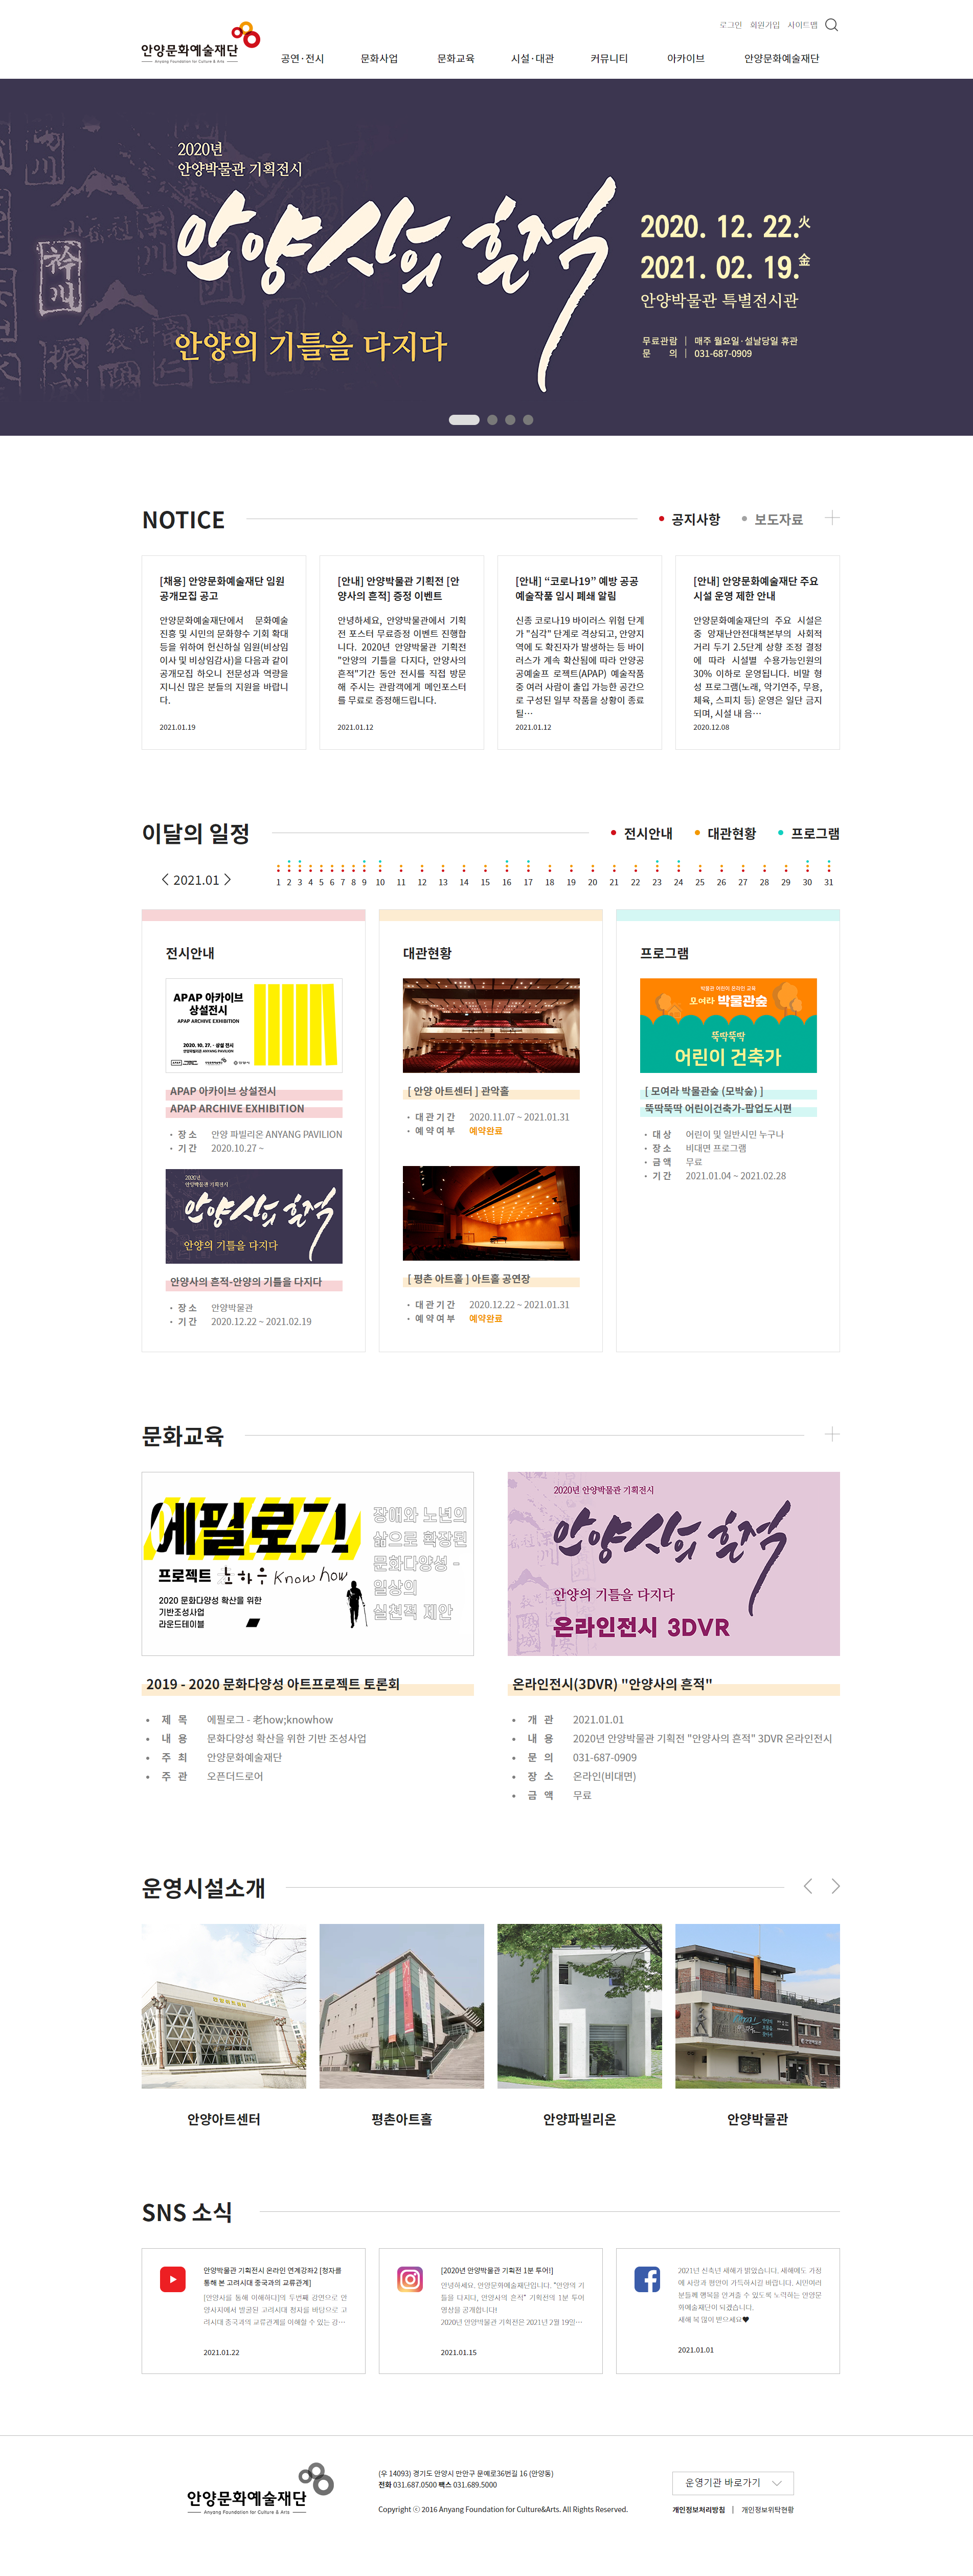 로그인 회원가입 사이트맵
안양문화예술재단
Anyang Foundation for Culture & Arts
공연·전시 문화사업 문화교육 시설·대관 커뮤니티 아카이브 안양문화예술재단
2020년
안양박물관 기획전시
안양사의 흔적
안양의 기틀을 다지다
2020. 12. 22.火
2021. 02. 19.金
안양박물관 특별전시관
무료관람 | 매주 월요일·설날당일 휴관
문 의 | 031-687-0909
NOTICE
공지사항 보도자료
[채용] 안양문화예술재단 임원
공개모집 공고
안양문화예술재단에서 문화예술
진흥 및 시민의 문화향수 기회 확대
등을 위하여 헌신하실 임원(비상임
이사 및 비상임감사)을 다음과 같이
공개모집 하오니 전문성과 역량을
지니신 많은 분들의 지원을 바랍니
다.
2021.01.19
[안내] 안양박물관 기획전 [안
양사의 흔적] 증정 이벤트
안녕하세요, 안양박물관에서 기획
전 포스터 무료증정 이벤트 진행합
니다. 2020년 안양박물관 기획전
"안양의 기틀을 다지다, 안양사의
흔적"기간 동안 전시를 직접 방문
해 주시는 관람객에게 메인포스터
를 무료로 증정해드립니다.
2021.01.12
[안내] “코로나19” 예방 공공
예술작품 임시 폐쇄 알림
신종 코로나19 바이러스 위험 단계
가 "심각" 단계로 격상되고, 안양지
역에 도 확진자가 발생하는 등 바이
러스가 계속 확산됨에 따라 안양공
공예술프 로젝트(APAP) 예술작품
중 여러 사람이 출입 가능한 공간으
로 구성된 일부 작품을 상황이 종료
될…
2021.01.12
[안내] 안양문화예술재단 주요
시설 운영 제한 안내
안양문화예술재단의 주요 시설은
중 앙재난안전대책본부의 사회적
거리 두기 2.5단계 상향 조정 결정
에 따라 시설별 수용가능인원의
30% 이하로 운영됩니다. 비말 형
성 프로그램(노래, 악기연주, 무용,
체육, 스피치 등) 운영은 일단 금지
되며, 시설 내 음…
2020.12.08
이달의 일정
전시안내 대관현황 프로그램
2021.01
1 2 3 4 5 6 7 8 9 10 11 12 13 14 15 16 17 18 19 20 21 22 23 24 25 26 27 28 29 30 31
전시안내
APAP 아카이브
상설전시
APAP ARCHIVE EXHIBITION
2020. 10. 27. - 상설 전시
안양파빌리온 ANYANG PAVILION
APAP 아카이브 상설전시
APAP ARCHIVE EXHIBITION
• 장 소 안양 파빌리온 ANYANG PAVILION
• 기 간 2020.10.27 ~
2020년
안양박물관 기획전시
안양사의 흔적
안양의 기틀을 다지다
안양사의 흔적-안양의 기틀을 다지다
• 장 소 안양박물관
• 기 간 2020.12.22 ~ 2021.02.19
대관현황
[ 안양 아트센터 ] 관악홀
• 대 관 기 간 2020.11.07 ~ 2021.01.31
• 예 약 여 부 예약완료
[ 평촌 아트홀 ] 아트홀 공연장
• 대 관 기 간 2020.12.22 ~ 2021.01.31
• 예 약 여 부 예약완료
프로그램
박물관 어린이 온라인 교육
모여라 박물관숲
뚝딱뚝딱
어린이 건축가
[ 모여라 박물관숲 (모박숲) ]
뚝딱뚝딱 어린이건축가-팝업도시편
• 대 상 어린이 및 일반시민 누구나
• 장 소 비대면 프로그램
• 금 액 무료
• 기 간 2021.01.04 ~ 2021.02.28
문화교육
에필로그!
프로젝트 Know how
2020 문화다양성 확산을 위한
기반조성사업
라운드테이블
장애와 노년의
삶으로 확장된
문화다양성 -
일상의
실천적 제안
2019 - 2020 문화다양성 아트프로젝트 토론회
• 제 목 에필로그 - 老how;knowhow
• 내 용 문화다양성 확산을 위한 기반 조성사업
• 주 최 안양문화예술재단
• 주 관 오픈더드로어
2020년 안양박물관 기획전시
안양사의 흔적
안양의 기틀을 다지다
온라인전시 3DVR
온라인전시(3DVR) "안양사의 흔적"
• 개 관 2021.01.01
• 내 용 2020년 안양박물관 기획전 "안양사의 흔적" 3DVR 온라인전시
• 문 의 031-687-0909
• 장 소 온라인(비대면)
• 금 액 무료
운영시설소개
안양아트센터 평촌아트홀 안양파빌리온 안양박물관
SNS 소식
안양박물관 기획전시 온라인 연계강좌2 [청자를
통해 본 고려시대 중국과의 교류관계]
[안양사를 통해 이해하다]의 두번째 강연으로 안
양사지에서 발굴된 고려시대 청자를 바탕으로 고
려시대 중국과의 교류관계를 이해할 수 있는 강…
2021.01.22
[2020년 안양박물관 기획전 1분 투어!]
안녕하세요. 안양문화예술재단입니다. "안양의 기
틀을 다지다, 안양사의 흔적" 기획전의 1분 투어
영상을 공개합니다!
2020년 안양박물관 기획전은 2021년 2월 19일…
2021.01.15
2021년 신축년 새해가 밝았습니다. 새해에도 가정
에 사랑과 평안이 가득하시길 바랍니다. 시민여러
분들께 행복을 안겨줄 수 있도록 노력하는 안양문
화예술재단이 되겠습니다.
새해 복 많이 받으세요♥
2021.01.01
안양문화예술재단
Anyang Foundation for Culture & Arts
(우 14093) 경기도 안양시 만안구 문예로36번길 16 (안양동)
전화 031.687.0500 팩스 031.689.5000
Copyright ⓒ 2016 Anyang Foundation for Culture&Arts. All Rights Reserved.
운영기관 바로가기
개인정보처리방침 | 개인정보위탁현황